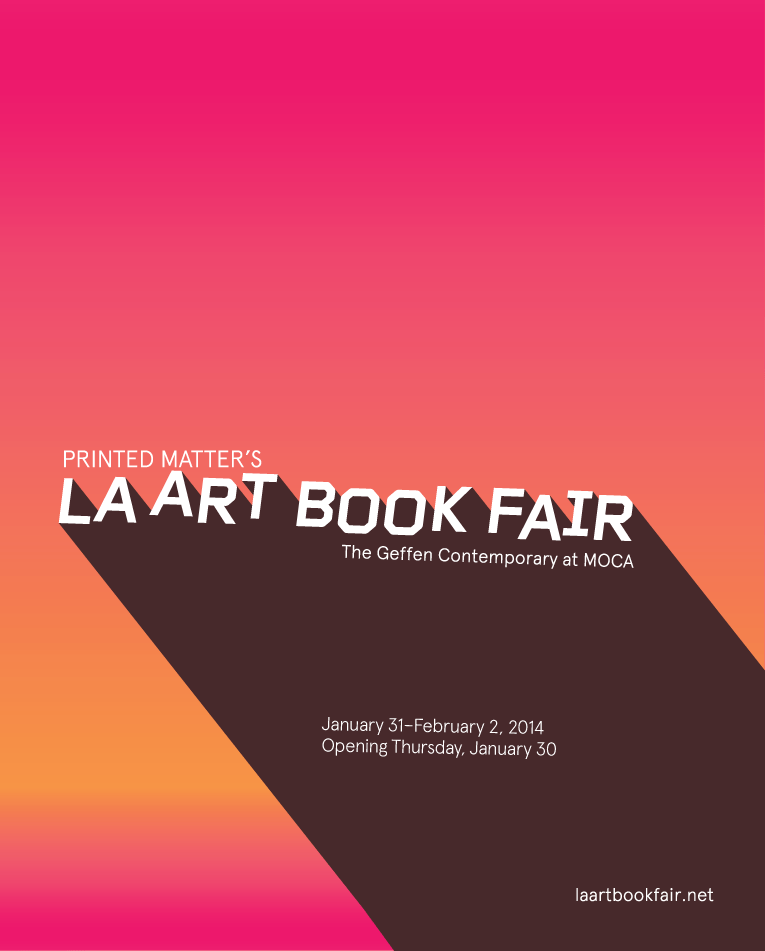 PRINTED MATTER'S
LA ART BOOK FAIR
The Geffen Contemporary at MOCA
January 31–February 2, 2014
Opening Thursday, January 30
laartbookfair.net